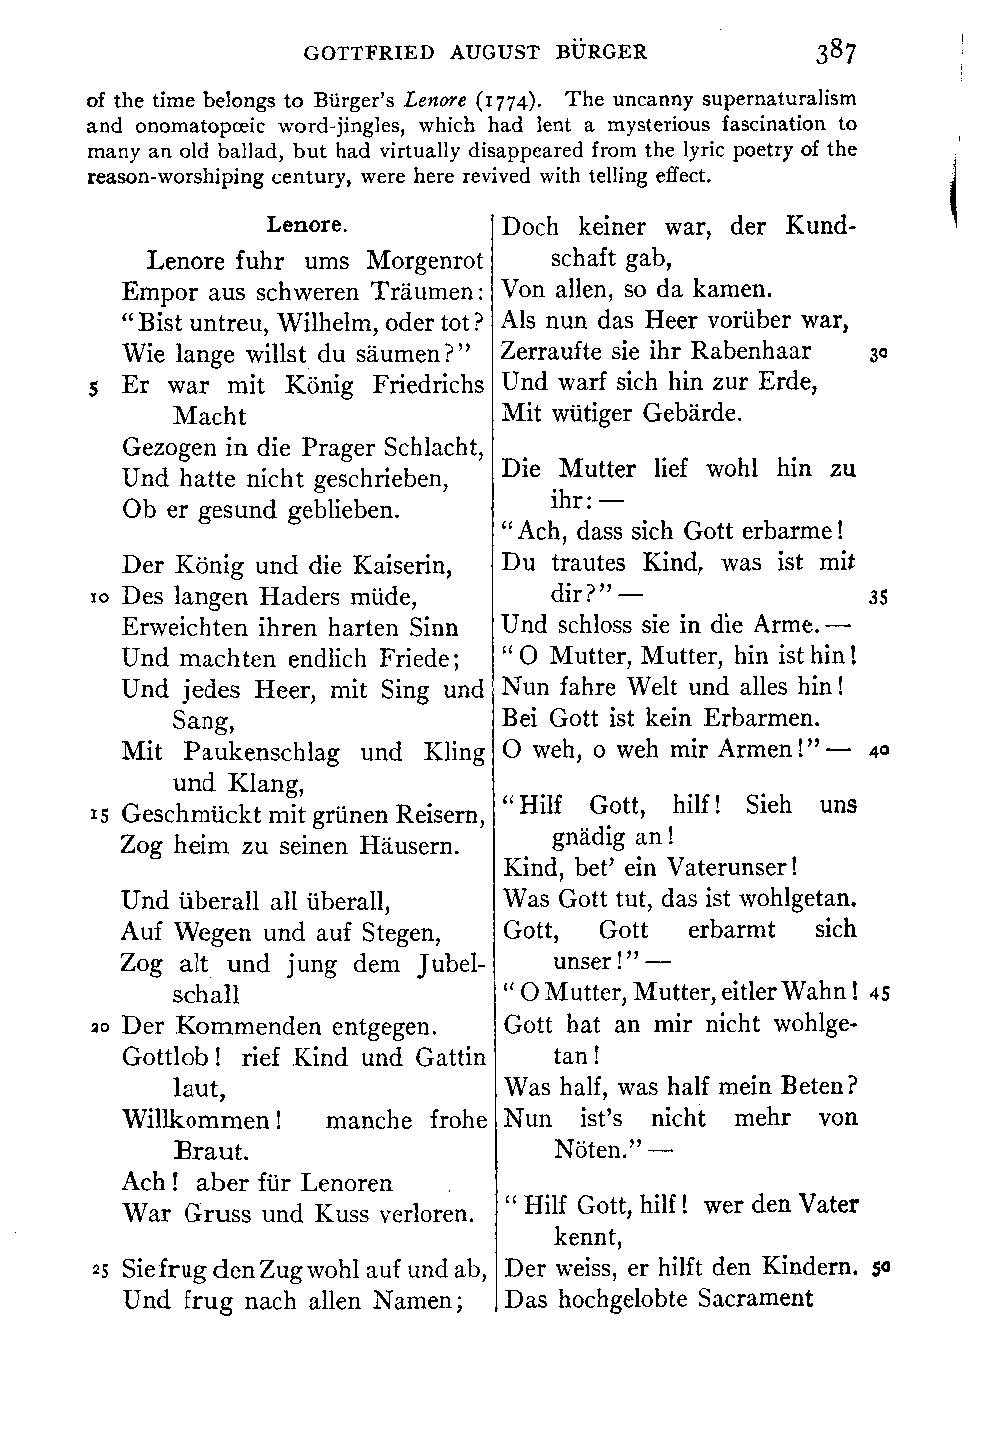 GOTTFRIED AUGUST BÜRGER 387
of the time belongs to Bürger's Lenore (1774). The uncanny supernaturalism
and onomatopœic word-jingles, which had lent a mysterious fascination to
many an old ballad, but had virtually disappeared from the lyric poetry of the
reason-worshiping century, were here revived with telling effect.
Lenore.
Lenore fuhr ums Morgenrot
Empor aus schweren Träumen:
“Bist untreu, Wilhelm, oder tot?
Wie lange willst du säumen?”
5 Er war mit König Friedrichs
Macht
Gezogen in die Prager Schlacht,
Und hatte nicht geschrieben,
Ob er gesund geblieben.
Der König und die Kaiserin,
10 Des langen Haders müde,
Erweichten ihren harten Sinn
Und machten endlich Friede;
Und jedes Heer, mit Sing und
Sang,
Mit Paukenschlag und Kling
und Klang,
15 Geschmückt mit grünen Reisern,
Zog heim zu seinen Häusern.
Und überall all überall,
Auf Wegen und auf Stegen,
Zog alt und jung dem Jubel-
schall
20 Der Kommenden entgegen.
Gottlob! rief Kind und Gattin
laut,
Willkommen! manche frohe
Braut.
Ach! aber für Lenoren
War Gruss und Kuss verloren.
25 Sie frug den Zug wohl auf und ab,
Und frug nach allen Namen;
Doch keiner war, der Kund-
schaft gab,
Von allen, so da kamen.
Als nun das Heer vorüber war,
Zerraufte sie ihr Rabenhaar 30
Und warf sich hin zur Erde,
Mit wütiger Gebärde.
Die Mutter lief wohl hin zu
ihr:—
“Ach, dass sich Gott erbarme!
Du trautes Kind, was ist mit
dir?”— 35
Und schloss sie in die Arme.—
“O Mutter, Mutter, hin ist hin!
Nun fahre Welt und alles hin!
Bei Gott ist kein Erbarmen.
O weh, o weh mir Armen!”— 40
“Hilf Gott, hilf! Sieh uns
gnädig an!
Kind, bet' ein Vaterunser!
Was Gott tut, das ist wohlgetan.
Gott, Gott erbarmt sich
unser!”—
“O Mutter, Mutter, eitler Wahn! 45
Gott hat an mir nicht wohlge-
tan!
Was half, was half mein Beten?
Nun ist's nicht mehr von
Nöten.”—
“Hilf Gott, hilf! wer den Vater
kennt,
Der weiss, er hilft den Kindern. 50
Das hochgelobte Sacrament